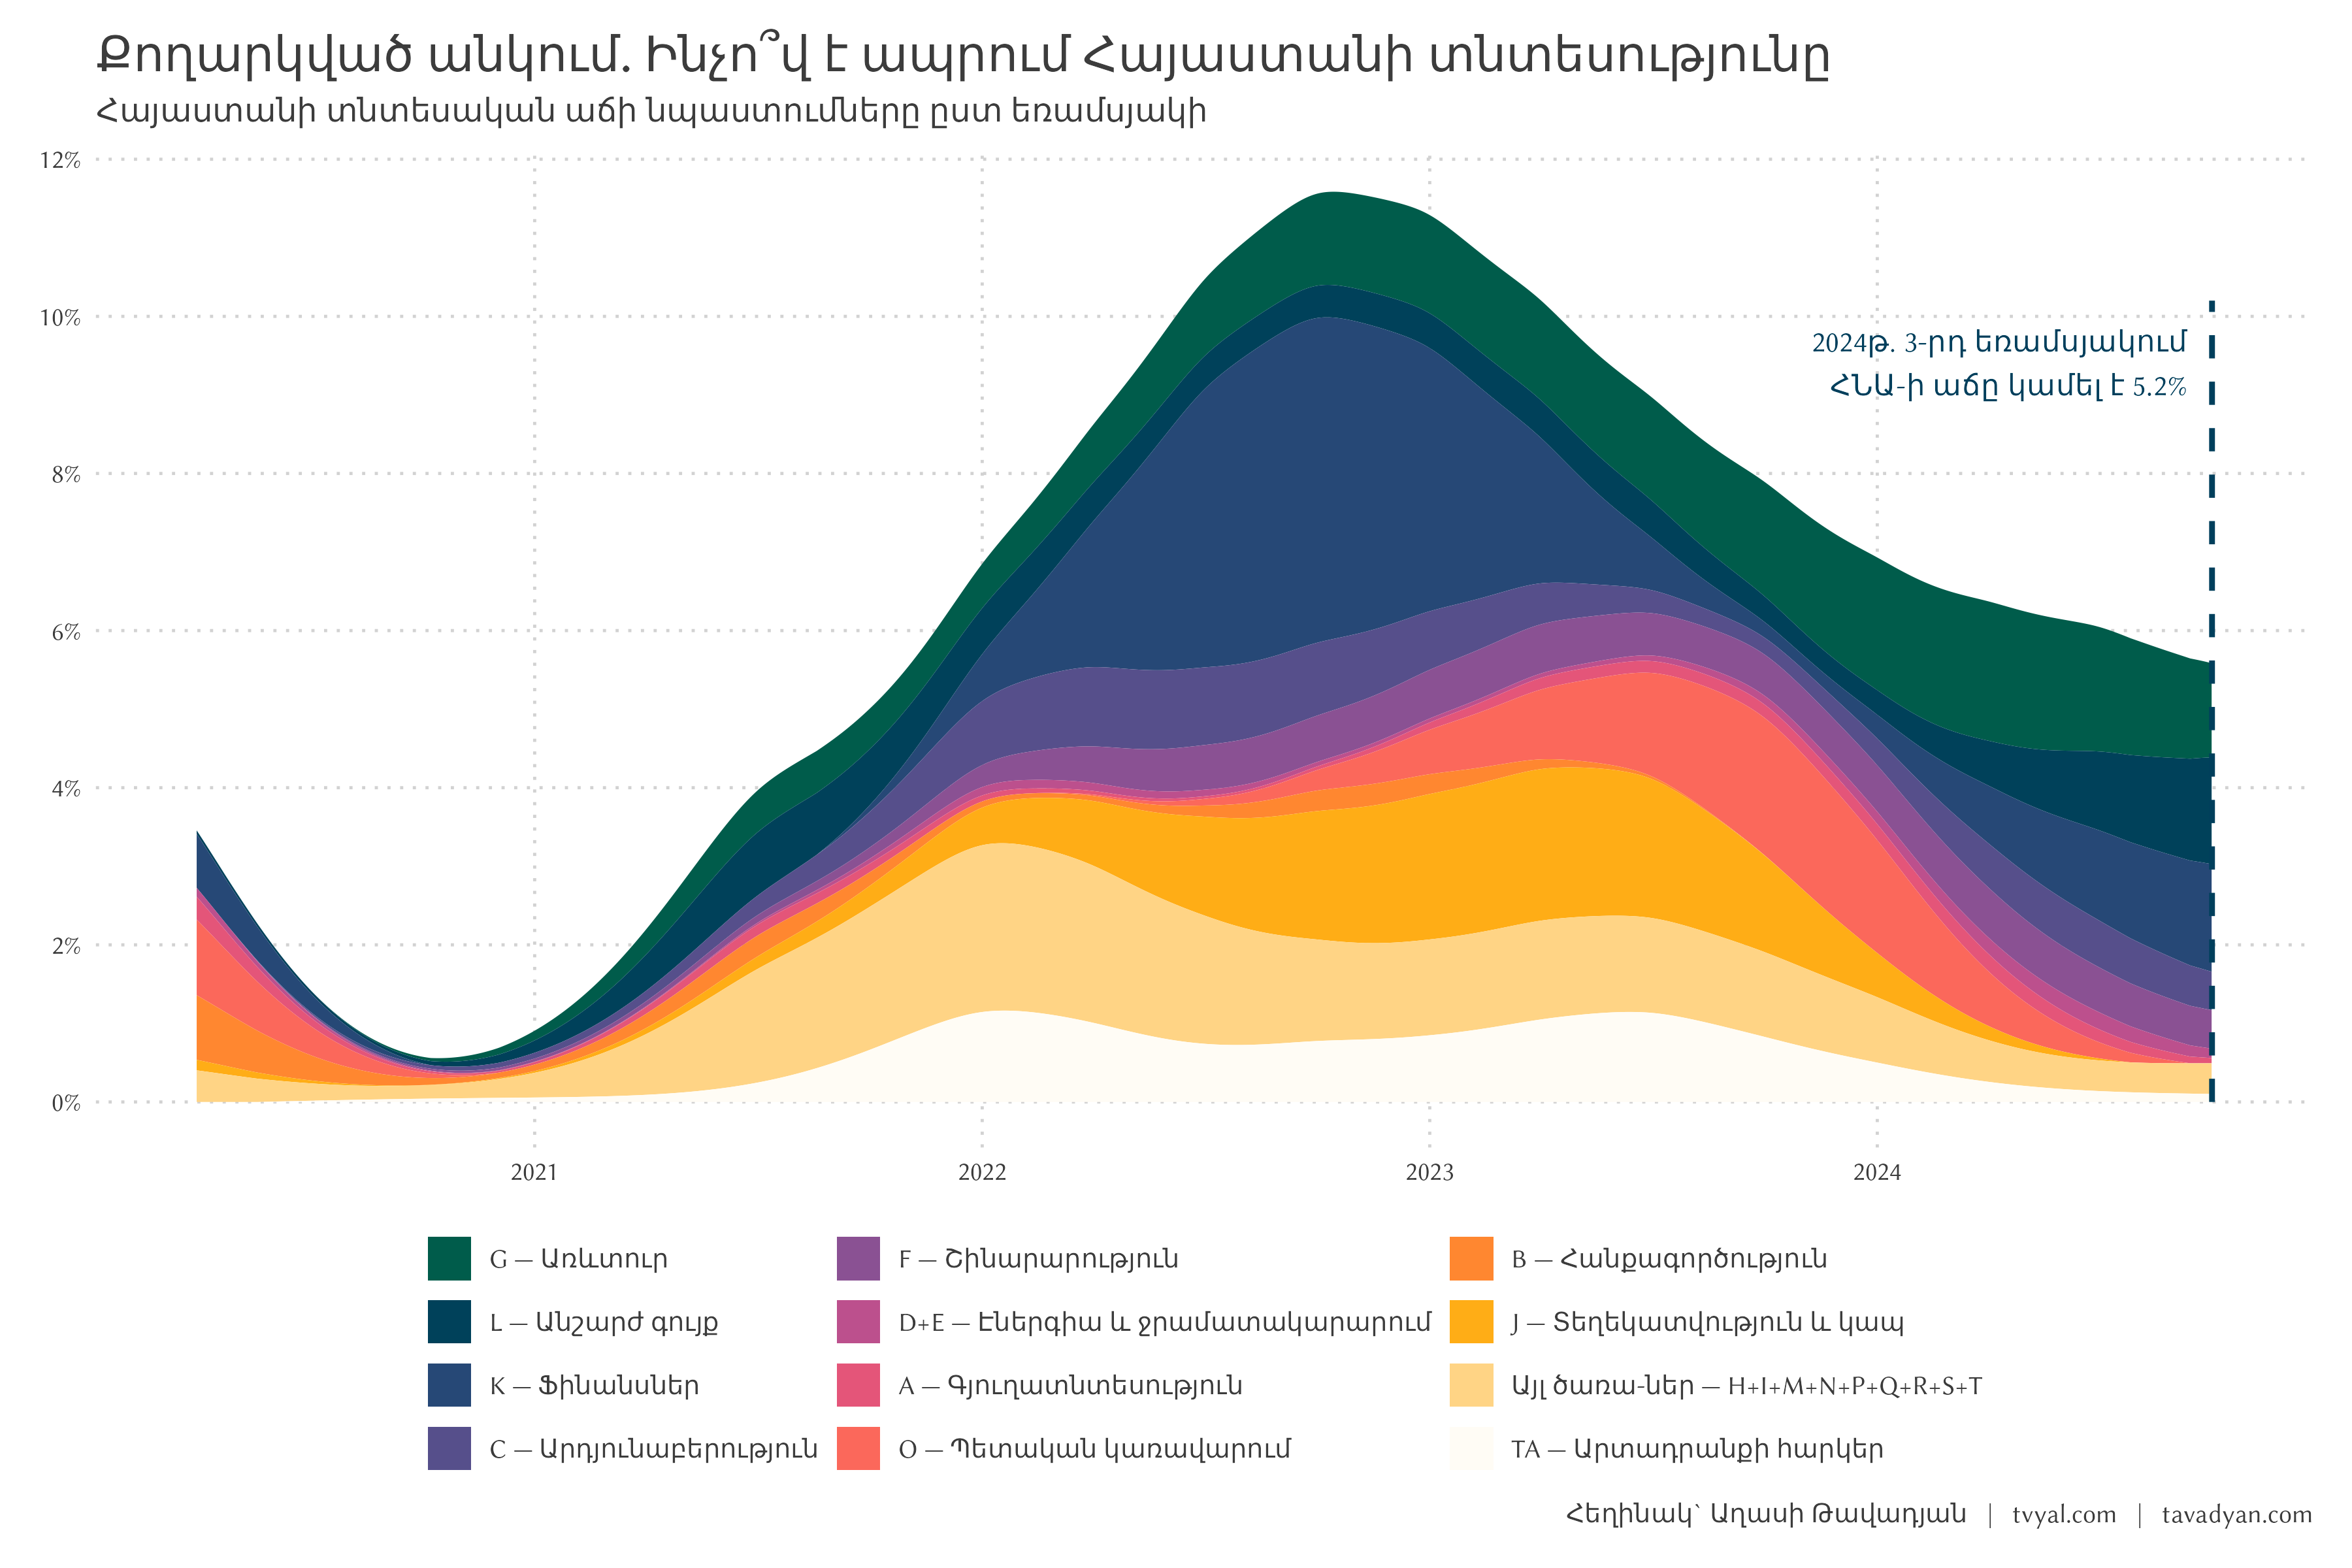 Քողարկված անկում. Ինչո՞վ է ապրում Հայաստանի տնտեսությունը
Հայաստանի տնտեսական աճի նպաստումները ըստ եռամսյակի
12%
10%
8%
6%
4%
2%
0%
2024թ. 3-րդ եռամսյակում
ՀՆԱ-ի աճը կամել է 5.2%
2021
2022
2023
2024
G — Առևտուր
L — Անշարժ գույք
K — Ֆինանսներ
C — Արդյունաբերություն
F — Շինարարություն
D+E — Էներգիա և ջրամատակարարում
A — Գյուղատնտեսություն
O — Պետական կառավարում
B — Հանքագործություն
J — Տեղեկատվություն և կապ
Այլ ծառա-ներ — H+I+M+N+P+Q+R+S+T
TA — Արտադրանքի հարկեր
Հեղինակ՝ Աղասի Թավադյան | tvyal.com | tavadyan.com